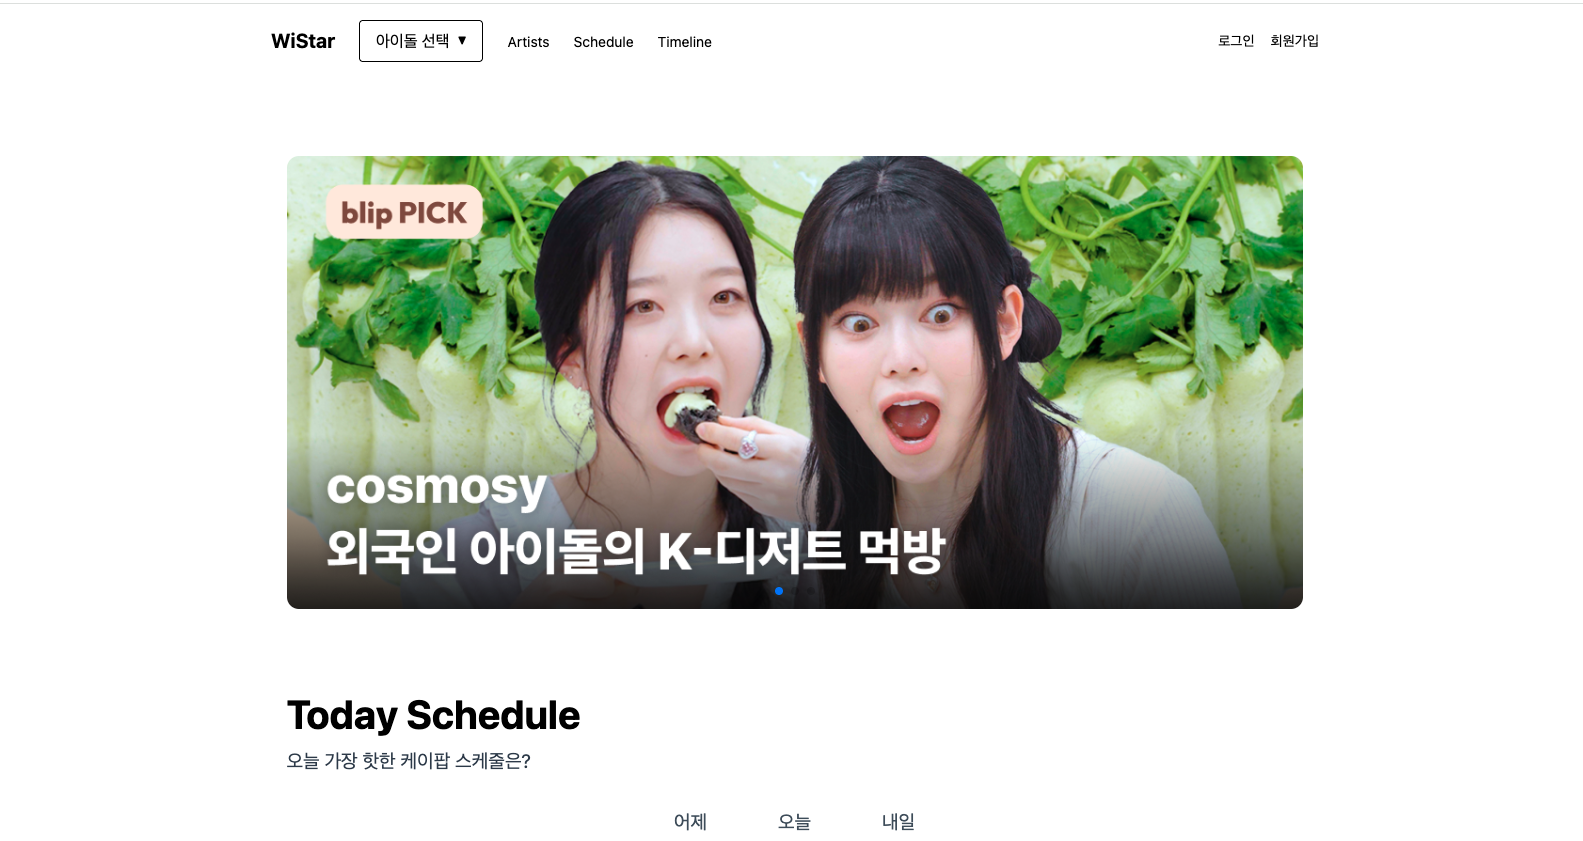 WiStar 아이돌 선택 ▼ Artists Schedule Timeline 로그인 회원가입
blip PICK
cosmosy
외국인 아이돌의 K-디저트 먹방
Today Schedule
오늘 가장 핫한 케이팝 스케줄은?
어제 오늘 내일